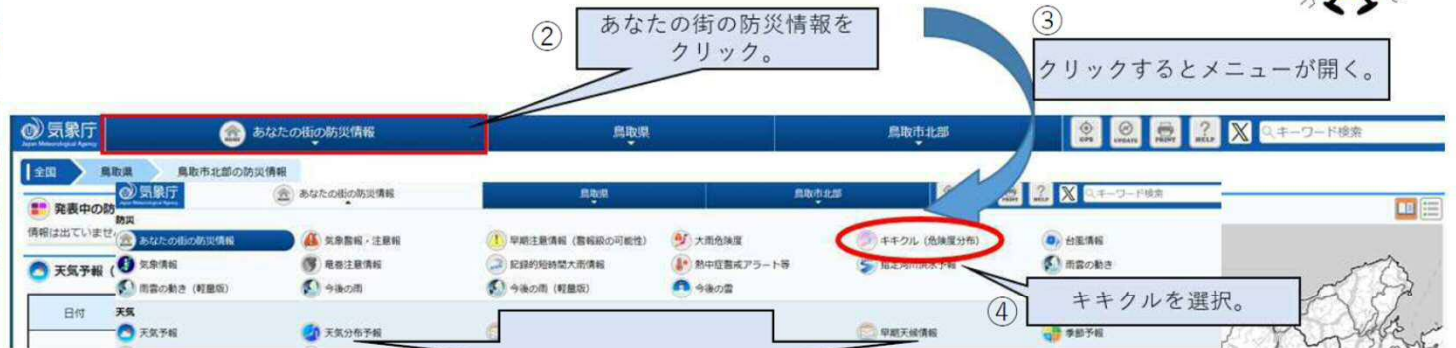 ②
あなたの街の防災情報を
クリック。
③
クリックするとメニューが開く。
気象庁
Japan Meteorological Agency
あなたの街の防災情報
鳥取県
鳥取市北部
GPS
UPDATE
PRINT
HELP
X
キーワード検索
全国
鳥取県
鳥取市北部の防災情報
発表中の防
情報は出ていませ
気象庁
あなたの街の防災情報
鳥取県
鳥取市北部
PRINT
HELP
X
キーワード検索
防災
あなたの街の防災情報
気象警報・注意報
早期注意情報（警報級の可能性）
大雨危険度
キキクル（危険度分布）
台風情報
気象情報
竜巻注意情報
記録的短時間大雨情報
熱中症警戒アラート等
指定河川洪水予報
雨雲の動き
雨雲の動き（軽量版）
今後の雨
今後の雨（軽量版）
今後の雪
④
キキクルを選択。
天気予報（
日付
天気
天気予報
天気分布予報
早期天候情報
季節予報